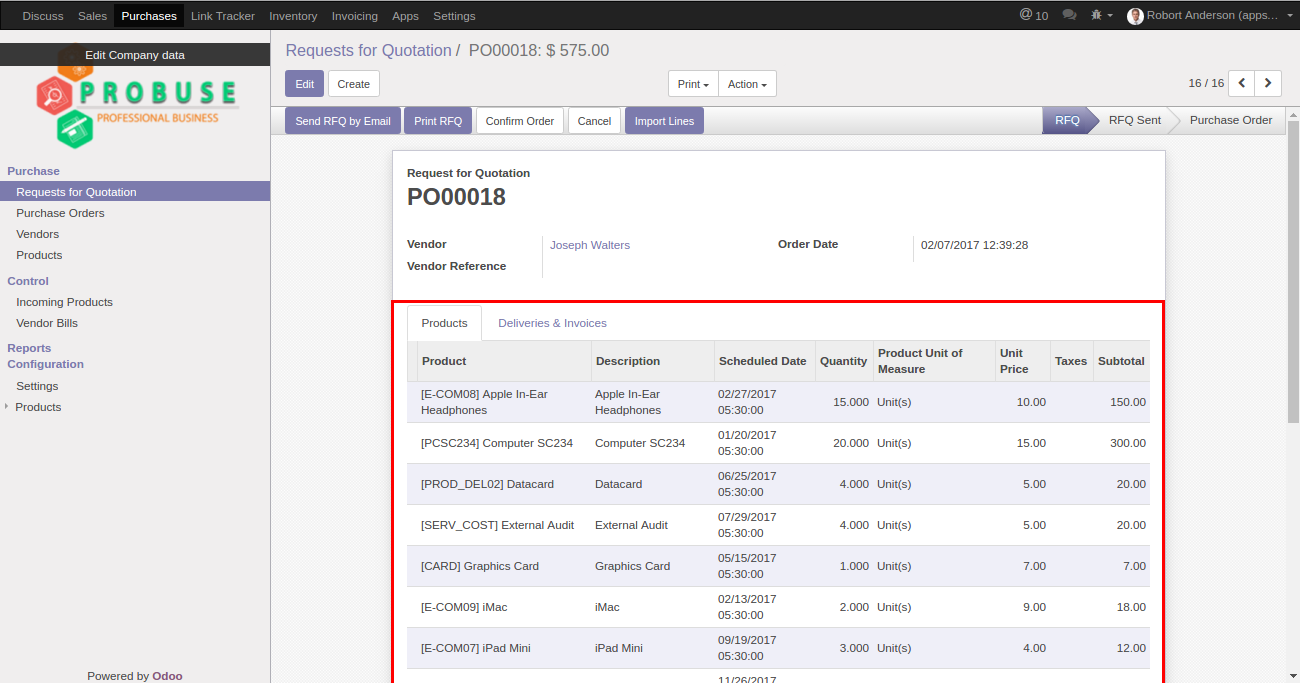 Discuss Sales Purchases Link Tracker Inventory Invoicing Apps Settings @ 10 Robort Anderson (apps...
Edit Company data
PROBUSE
PROFESSIONAL BUSINESS
Purchase
Requests for Quotation
Purchase Orders
Vendors
Products
Control
Incoming Products
Vendor Bills
Reports
Configuration
Settings
Products
Powered by Odoo
Requests for Quotation / PO00018: $ 575.00
Edit Create Print Action 16 / 16
Send RFQ by Email Print RFQ Confirm Order Cancel Import Lines RFQ RFQ Sent Purchase Order
Request for Quotation
PO00018
Vendor Joseph Walters Order Date 02/07/2017 12:39:28
Vendor Reference
Products Deliveries & Invoices
Product Description Scheduled Date Quantity Product Unit of Measure Unit Price Taxes Subtotal
[E-COM08] Apple In-Ear Headphones Apple In-Ear Headphones 02/27/2017 05:30:00 15.000 Unit(s) 10.00 150.00
[PCSC234] Computer SC234 Computer SC234 01/20/2017 05:30:00 20.000 Unit(s) 15.00 300.00
[PROD_DEL02] Datacard Datacard 06/25/2017 05:30:00 4.000 Unit(s) 5.00 20.00
[SERV_COST] External Audit External Audit 07/29/2017 05:30:00 4.000 Unit(s) 5.00 20.00
[CARD] Graphics Card Graphics Card 05/15/2017 05:30:00 1.000 Unit(s) 7.00 7.00
[E-COM09] iMac iMac 02/13/2017 05:30:00 2.000 Unit(s) 9.00 18.00
[E-COM07] iPad Mini iPad Mini 09/19/2017 05:30:00 3.000 Unit(s) 4.00 12.00
11/26/2017